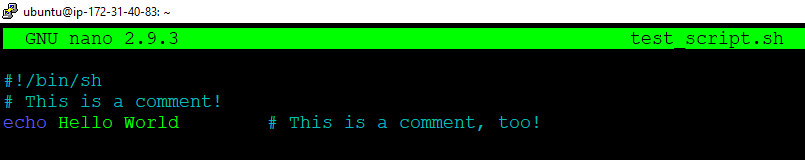 ubuntu@ip-172-31-40-83: ~
GNU nano 2.9.3 test_script.sh
#!/bin/sh
# This is a comment!
echo Hello World # This is a comment, too!